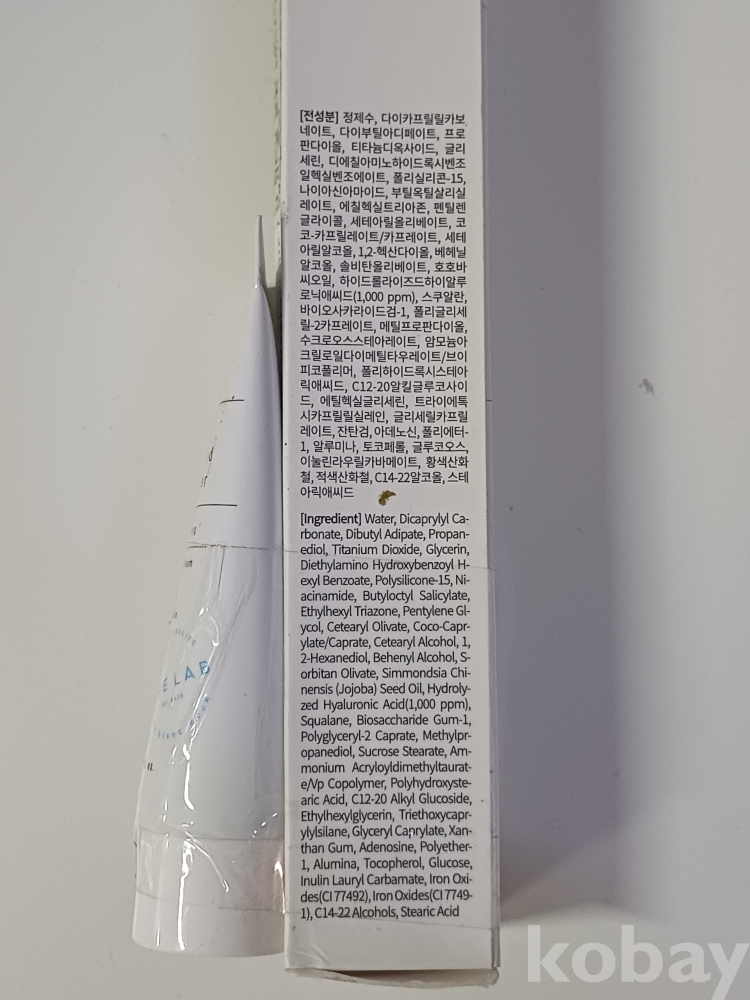 [전성분] 정제수, 다이카프릴릴카보
네이트, 다이부틸아디페이트, 프로
판다이올, 티타늄디옥사이드, 글리
세린, 디에칠아미노하이드록시벤조
일헥실벤조에이트, 폴리실리콘-15,
나이아신아마이드, 부틸옥틸살리실
레이트, 에칠헥실트리아존, 펜틸렌
글라이콜, 세테아릴올리베이트, 코
코-카프릴레이트/카프레이트, 세테
아릴알코올, 1,2-헥산다이올, 베헤닐
알코올, 솔비탄올리베이트, 호호바
씨오일, 하이드롤라이즈드하이알루
로닉애씨드(1,000 ppm), 스쿠알란,
바이오사카라이드검-1, 폴리글리세
릴-2카프레이트, 메틸프로판다이올,
수크로오스스테아레이트, 암모늄아
크릴로일다이메틸타우레이트/브이
피코폴리머, 폴리하이드록시스테아
릭애씨드, C12-20알킬글루코사이
드, 에틸헥실글리세린, 트라이에톡
시카프릴릴실레인, 글리세릴카프릴
레이트, 잔탄검, 아데노신, 폴리에터-
1, 알루미나, 토코페롤, 글루코오스,
이눌린라우릴카바메이트, 황색산화
철, 적색산화철, C14-22알코올, 스테
아릭애씨드
[Ingredient] Water, Dicaprylyl Ca-
rbonate, Dibutyl Adipate, Propan-
ediol, Titanium Dioxide, Glycerin,
Diethylamino Hydroxybenzoyl H-
exyl Benzoate, Polysilicone-15, Ni-
acinamide, Butyloctyl Salicylate,
Ethylhexyl Triazone, Pentylene Gl-
ycol, Cetearyl Olivate, Coco-Capr-
ylate/Caprate, Cetearyl Alcohol, 1,
2-Hexanediol, Behenyl Alcohol, S-
orbitan Olivate, Simmondsia Chi-
nensis (Jojoba) Seed Oil, Hydroly-
zed Hyaluronic Acid(1,000 ppm),
Squalane, Biosaccharide Gum-1,
Polyglyceryl-2 Caprate, Methylpr-
opanediol, Sucrose Stearate, Am-
monium Acryloyldimethyltaurat-
e/Vp Copolymer, Polyhydroxyste-
aric Acid, C12-20 Alkyl Glucoside,
Ethylhexylglycerin, Triethoxycapr-
ylylsilane, Glyceryl Caprylate, Xan-
than Gum, Adenosine, Polyether-
1, Alumina, Tocopherol, Glucose,
Inulin Lauryl Carbamate, Iron Oxi-
des(CI 77492), Iron Oxides(CI 7749-
1), C14-22 Alcohols, Stearic Acid
LAB
kobay